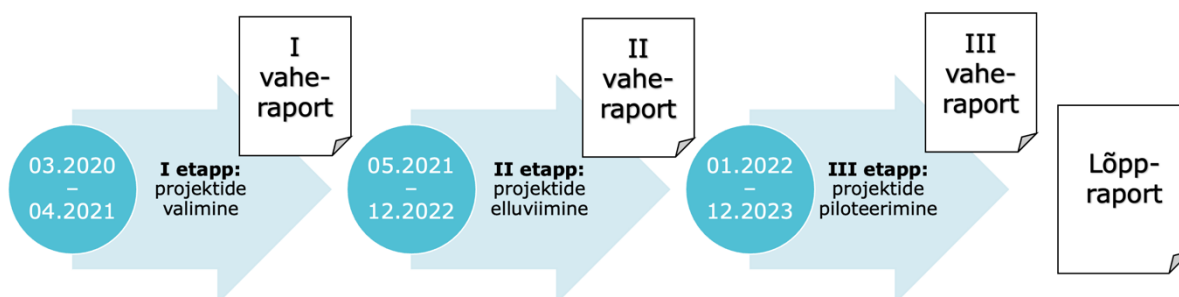 I
vahe-
raport
03.2020
–
04.2021
I etapp:
projektide
valimine
II
vahe-
raport
05.2021
–
12.2022
II etapp:
projektide
elluviimine
III
vahe-
raport
01.2022
–
12.2023
III etapp:
projektide
piloteerimine
Lõpp-
raport